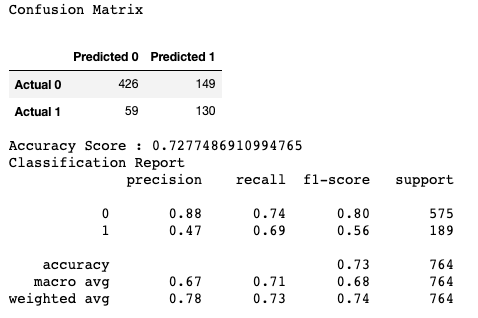 Confusion Matrix
Predicted 0 Predicted 1
Actual 0 426 149
Actual 1 59 130
Accuracy Score : 0.7277486910994765
Classification Report
precision recall f1-score support
0 0.88 0.74 0.80 575
1 0.47 0.69 0.56 189
accuracy 0.73 764
macro avg 0.67 0.71 0.68 764
weighted avg 0.78 0.73 0.74 764